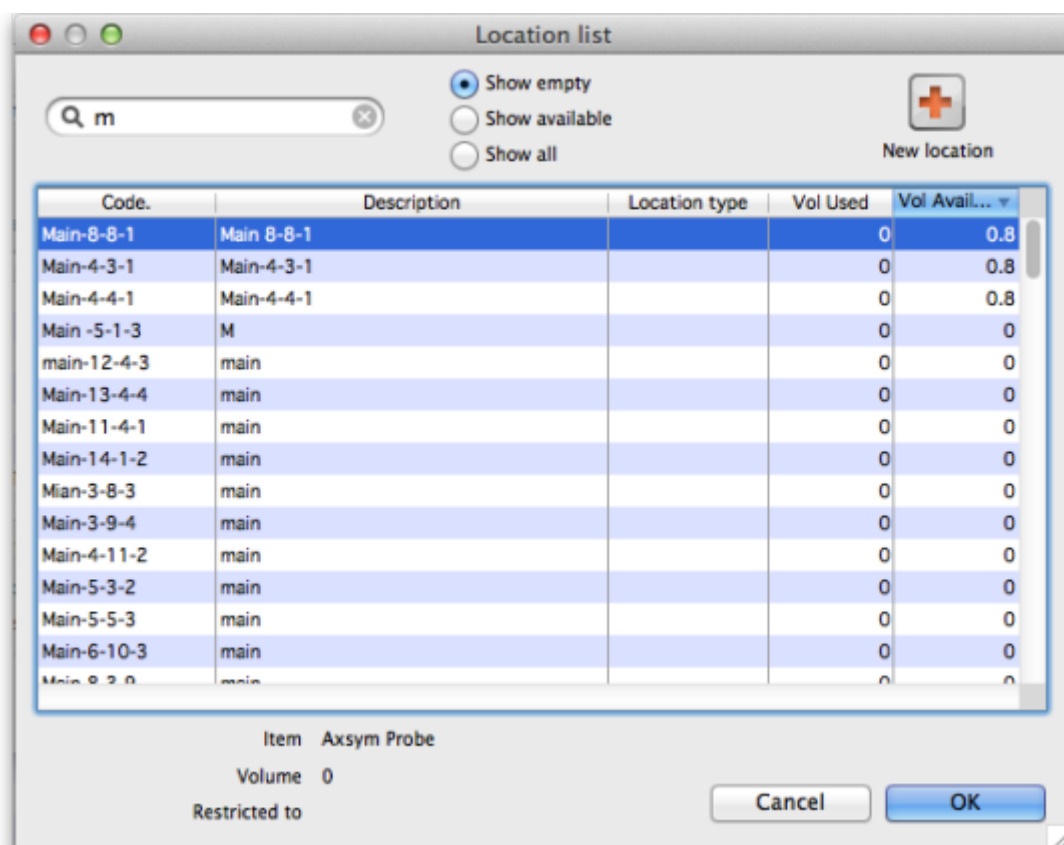 Location list
m
Show empty
Show available
Show all
New location
Code. Description Location type Vol Used Vol Avail...
Main-8-8-1 Main 8-8-1 0 0.8
Main-4-3-1 Main-4-3-1 0 0.8
Main-4-4-1 Main-4-4-1 0 0.8
Main -5-1-3 M 0 0
main-12-4-3 main 0 0
Main-13-4-4 main 0 0
Main-11-4-1 main 0 0
Main-14-1-2 main 0 0
Mian-3-8-3 main 0 0
Main-3-9-4 main 0 0
Main-4-11-2 main 0 0
Main-5-3-2 main 0 0
Main-5-5-3 main 0 0
Main-6-10-3 main 0 0
main 0 0
Item Axsym Probe
Volume 0
Restricted to
Cancel OK